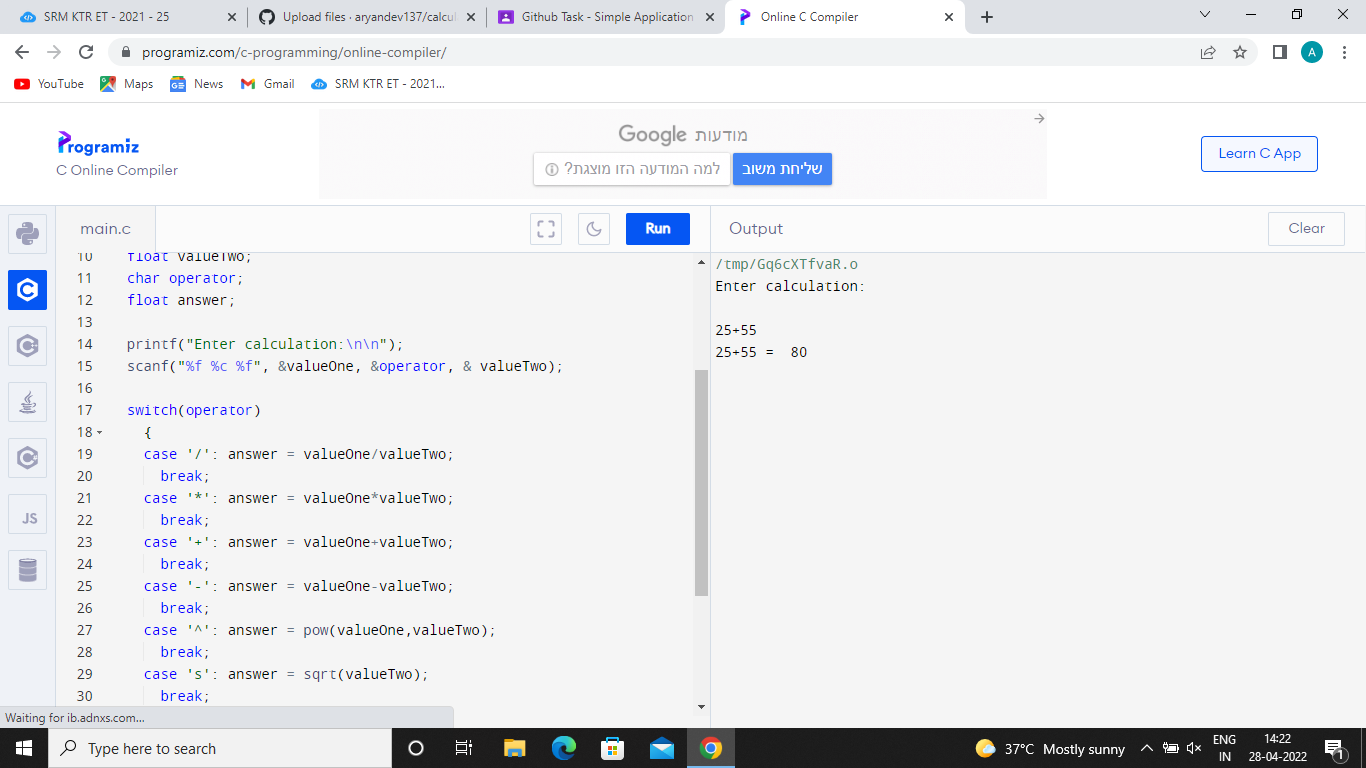 SRM KTR ET - 2021 - 25
Upload files · aryandev137/calcul
Github Task - Simple Application
Online C Compiler
programiz.com/c-programming/online-compiler/
A
YouTube
Maps
News
Gmail
SRM KTR ET - 2021...
Programiz
C Online Compiler
מודעות Google
שליחת משוב
למה המודעה הזו מוצגת?
Learn C App
main.c
Run
Output
Clear
10 float valueTwo;
11 char operator;
12 float answer;
13
14 printf("Enter calculation:\n\n");
15 scanf("%f %c %f", &valueOne, &operator, & valueTwo);
16
17 switch(operator)
18 {
19 case '/': answer = valueOne/valueTwo;
20 break;
21 case '*': answer = valueOne*valueTwo;
22 break;
23 case '+': answer = valueOne+valueTwo;
24 break;
25 case '-': answer = valueOne-valueTwo;
26 break;
27 case '^': answer = pow(valueOne,valueTwo);
28 break;
29 case 's': answer = sqrt(valueTwo);
30 break;
JS
/tmp/Gq6cXTfvaR.o
Enter calculation:
25+55
25+55 =  80
Waiting for ib.adnxs.com...
Type here to search
37°C Mostly sunny
ENG
IN
14:22
28-04-2022
1